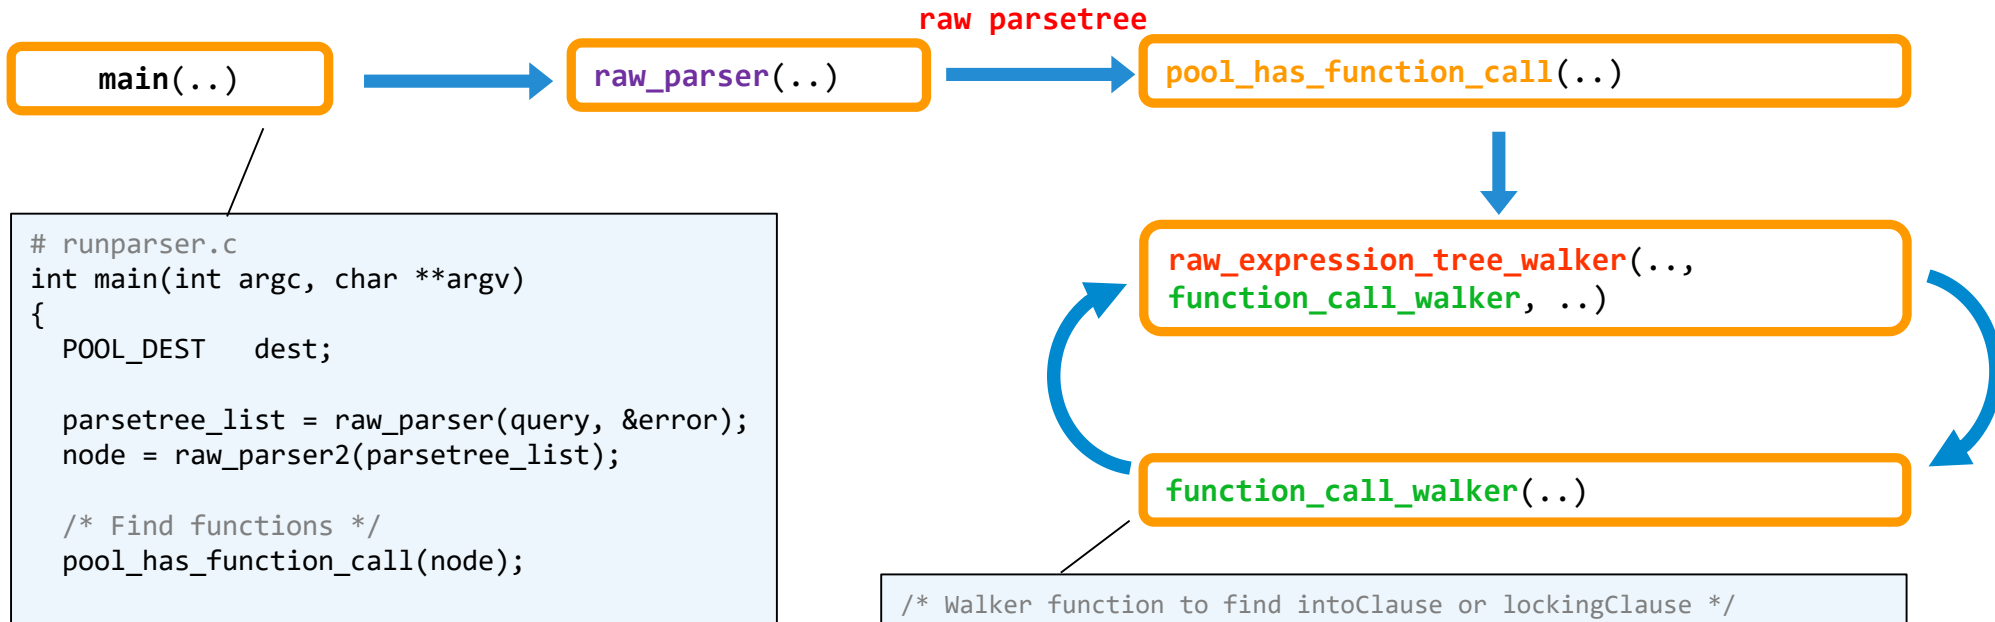 raw parsetree
main(..)
raw_parser(..)
pool_has_function_call(..)
raw_expression_tree_walker(..,
function_call_walker, ..)
function_call_walker(..)
# runparser.c
int main(int argc, char **argv)
{
  POOL_DEST   dest;
  parsetree_list = raw_parser(query, &error);
  node = raw_parser2(parsetree_list);
  /* Find functions */
  pool_has_function_call(node);
/* Walker function to find intoClause or lockingClause */